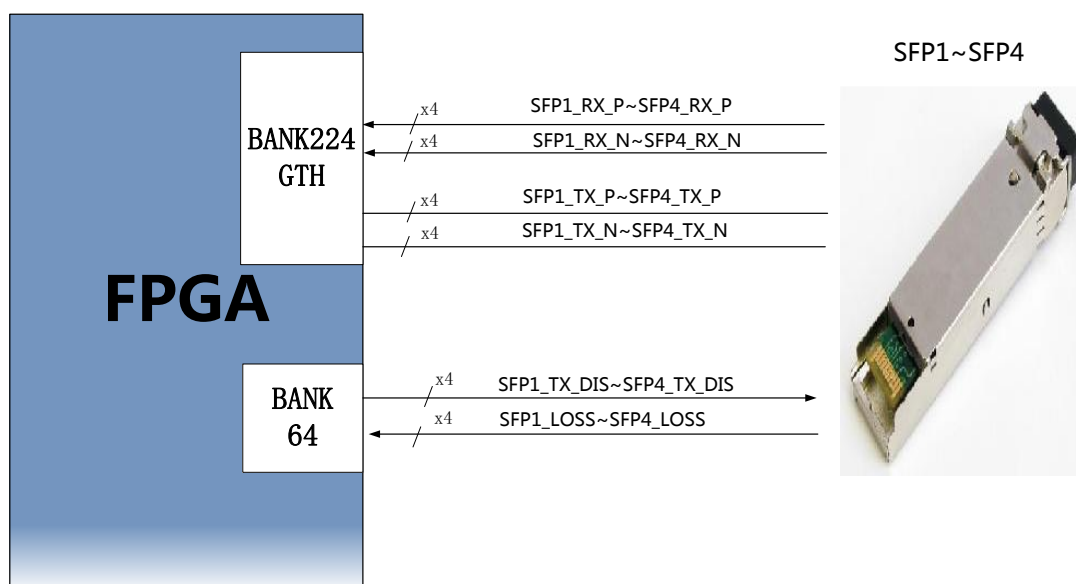 SFP1~SFP4
x4
SFP1_RX_P~SFP4_RX_P
BANK224
GTH
x4
SFP1_RX_N~SFP4_RX_N
x4
SFP1_TX_P~SFP4_TX_P
x4
SFP1_TX_N~SFP4_TX_N
FPGA
BANK
64
x4
SFP1_TX_DIS~SFP4_TX_DIS
x4
SFP1_LOSS~SFP4_LOSS